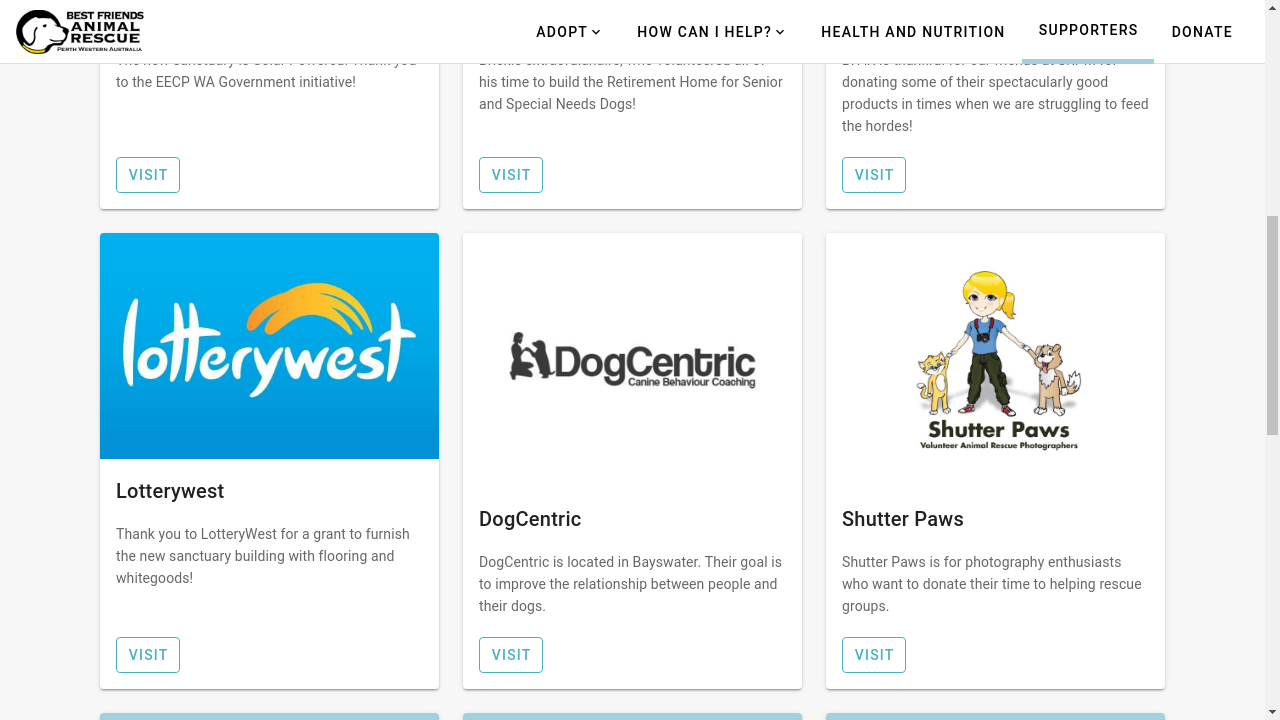 BEST FRIENDS
ANIMAL
RESCUE
PERTH WESTERN AUSTRALIA
ADOPT
HOW CAN I HELP?
HEALTH AND NUTRITION
SUPPORTERS
DONATE
to the EECP WA Government initiative!
VISIT
his time to build the Retirement Home for Senior
and Special Needs Dogs!
VISIT
donating some of their spectacularly good
products in times when we are struggling to feed
the hordes!
VISIT
lotterywest
Lotterywest
Thank you to LotteryWest for a grant to furnish
the new sanctuary building with flooring and
whitegoods!
VISIT
DogCentric
Canine Behaviour Coaching
DogCentric
DogCentric is located in Bayswater. Their goal is
to improve the relationship between people and
their dogs.
VISIT
Shutter Paws
Volunteer Animal Rescue Photographers
Shutter Paws
Shutter Paws is for photography enthusiasts
who want to donate their time to helping rescue
groups.
VISIT